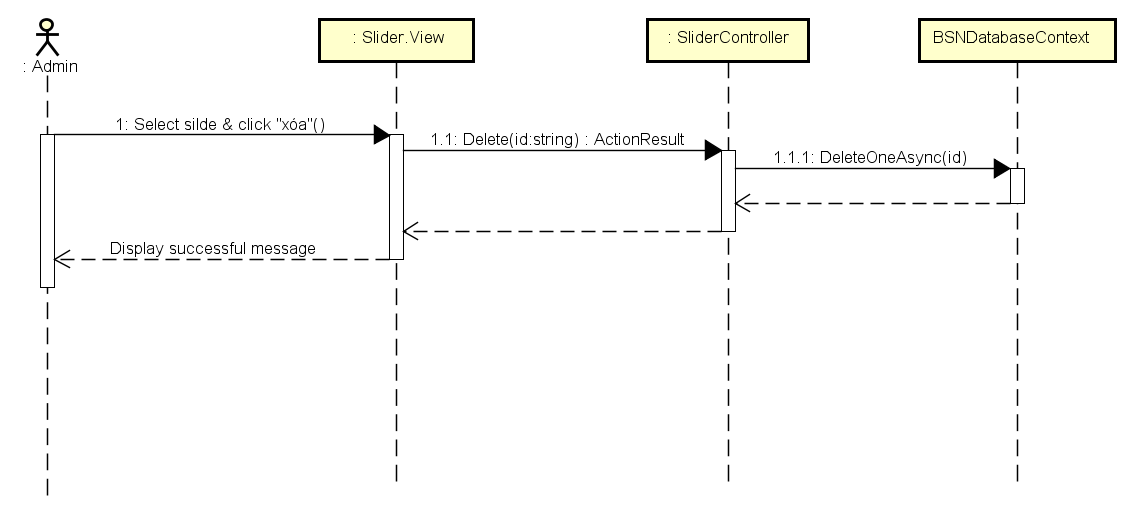 : Slider.View
: SliderController
BSNDatabaseContext
: Admin
1: Select silde & click "xóa"()
1.1: Delete(id:string) : ActionResult
1.1.1: DeleteOneAsync(id)
Display successful message